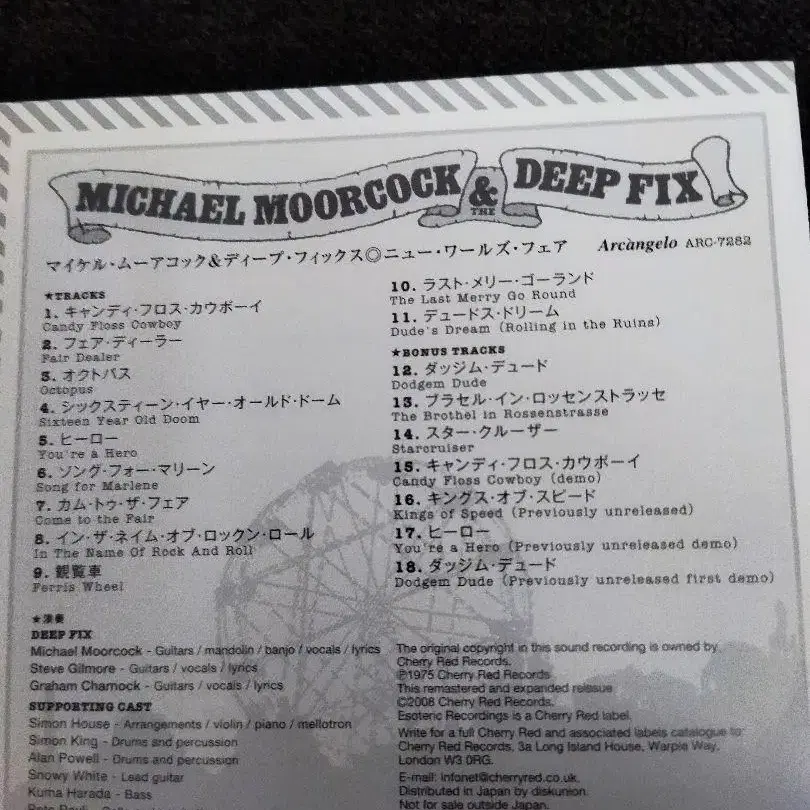 MICHAEL MOORCOCK & THE DEEP FIX
マイケル・ムーアコック&ディープ・フィックス◎ニュー・ワールズ・フェア Arcàngelo ARC-7282
★TRACKS
1. キャンディ・フロス・カウボーイ
Candy Floss Cowboy
2. フェア・ディーラー
Fair Dealer
3. オクトパス
Octopus
4. シックスティーン・イヤー・オールド・ドーム
Sixteen Year Old Doom
5. ヒーロー
You're a Hero
6. ソング・フォー・マリーン
Song for Marlene
7. カム・トゥ・ザ・フェア
Come to the Fair
8. イン・ザ・ネイム・オブ・ロックン・ロール
In The Name Of Rock And Roll
9. 観覧車
Ferris Wheel
10. ラスト・メリー・ゴーランド
The Last Merry Go Round
11. デュードス・ドリーム
Dude's Dream (Rolling in the Ruins)
★BONUS TRACKS
12. ダッジム・デュード
Dodgem Dude
13. ブラセル・イン・ロッセンストラッセ
The Brothel in Rossenstrasse
14. スター・クルーザー
Starcruiser
15. キャンディ・フロス・カウボーイ
Candy Floss Cowboy (demo)
16. キングス・オブ・スピード
Kings of Speed (Previously unreleased)
17. ヒーロー
You're a Hero (Previously unreleased demo)
18. ダッジム・デュード
Dodgem Dude (Previously unreleased first demo)
★演奏
DEEP FIX
Michael Moorcock - Guitars / mandolin / banjo / vocals / lyrics
Steve Gilmore - Guitars / vocals / lyrics
Graham Charnock - Guitars / vocals / lyrics
SUPPORTING CAST
Simon House - Arrangements / violin / piano / mellotron
Simon King - Drums and percussion
Alan Powell - Drums and percussion
Snowy White - Lead guitar
Kuma Harada - Bass
The original copyright in this sound recording is owned by
Cherry Red Records.
℗1975 Cherry Red Records
This remastered and expanded reissue
©2008 Cherry Red Records.
Esoteric Recordings is a Cherry Red label.
Write for a full Cherry Red and associated labels catalogue to:
Cherry Red Records, 3a Long Island House, Warple Way,
London W3 0RG.
E-mail: infonet@cherryred.co.uk.
Distributed in Japan by diskunion.
Not for sale outside Japan.